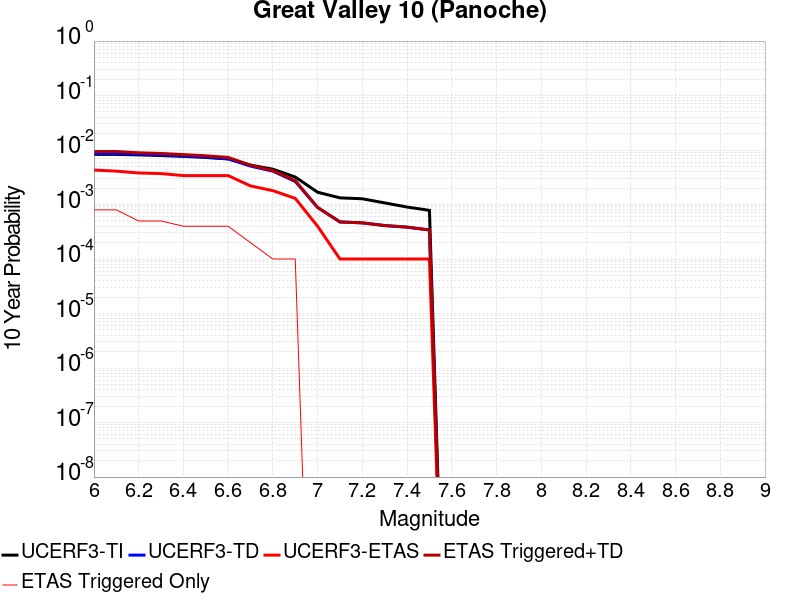 Great Valley 10 (Panoche)
10 Year Probability
10^0
10^-1
10^-2
10^-3
10^-4
10^-5
10^-6
10^-7
10^-8
6 6.2 6.4 6.6 6.8 7 7.2 7.4 7.6 7.8 8 8.2 8.4 8.6 8.8 9
Magnitude
UCERF3-TI UCERF3-TD UCERF3-ETAS ETAS Triggered+TD
ETAS Triggered Only